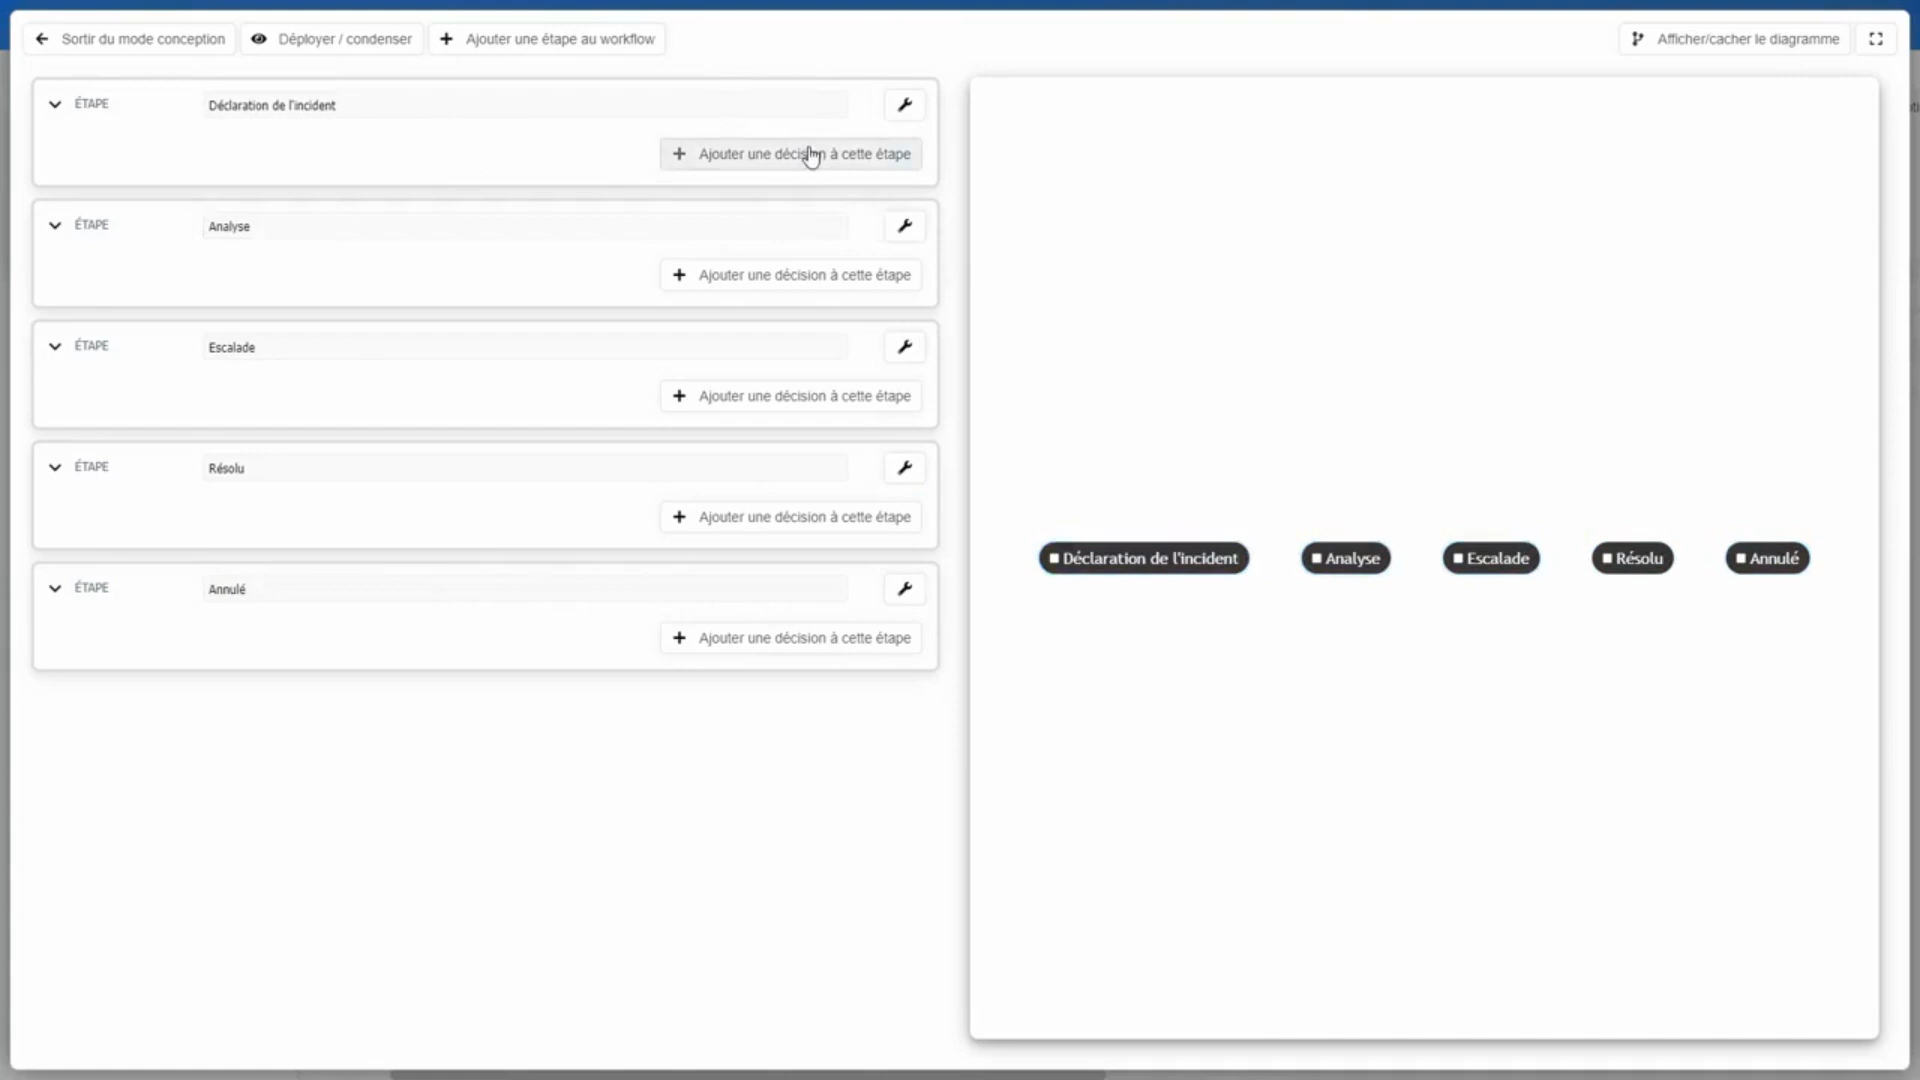 Sortir du mode conception
Déployer / condenser
Ajouter une étape au workflow
Afficher/cacher le diagramme
ÉTAPE
Déclaration de l'incident
Ajouter une décision à cette étape
ÉTAPE
Analyse
Ajouter une décision à cette étape
ÉTAPE
Escalade
Ajouter une décision à cette étape
ÉTAPE
Résolu
Ajouter une décision à cette étape
ÉTAPE
Annulé
Ajouter une décision à cette étape
Déclaration de l'incident
Analyse
Escalade
Résolu
Annulé